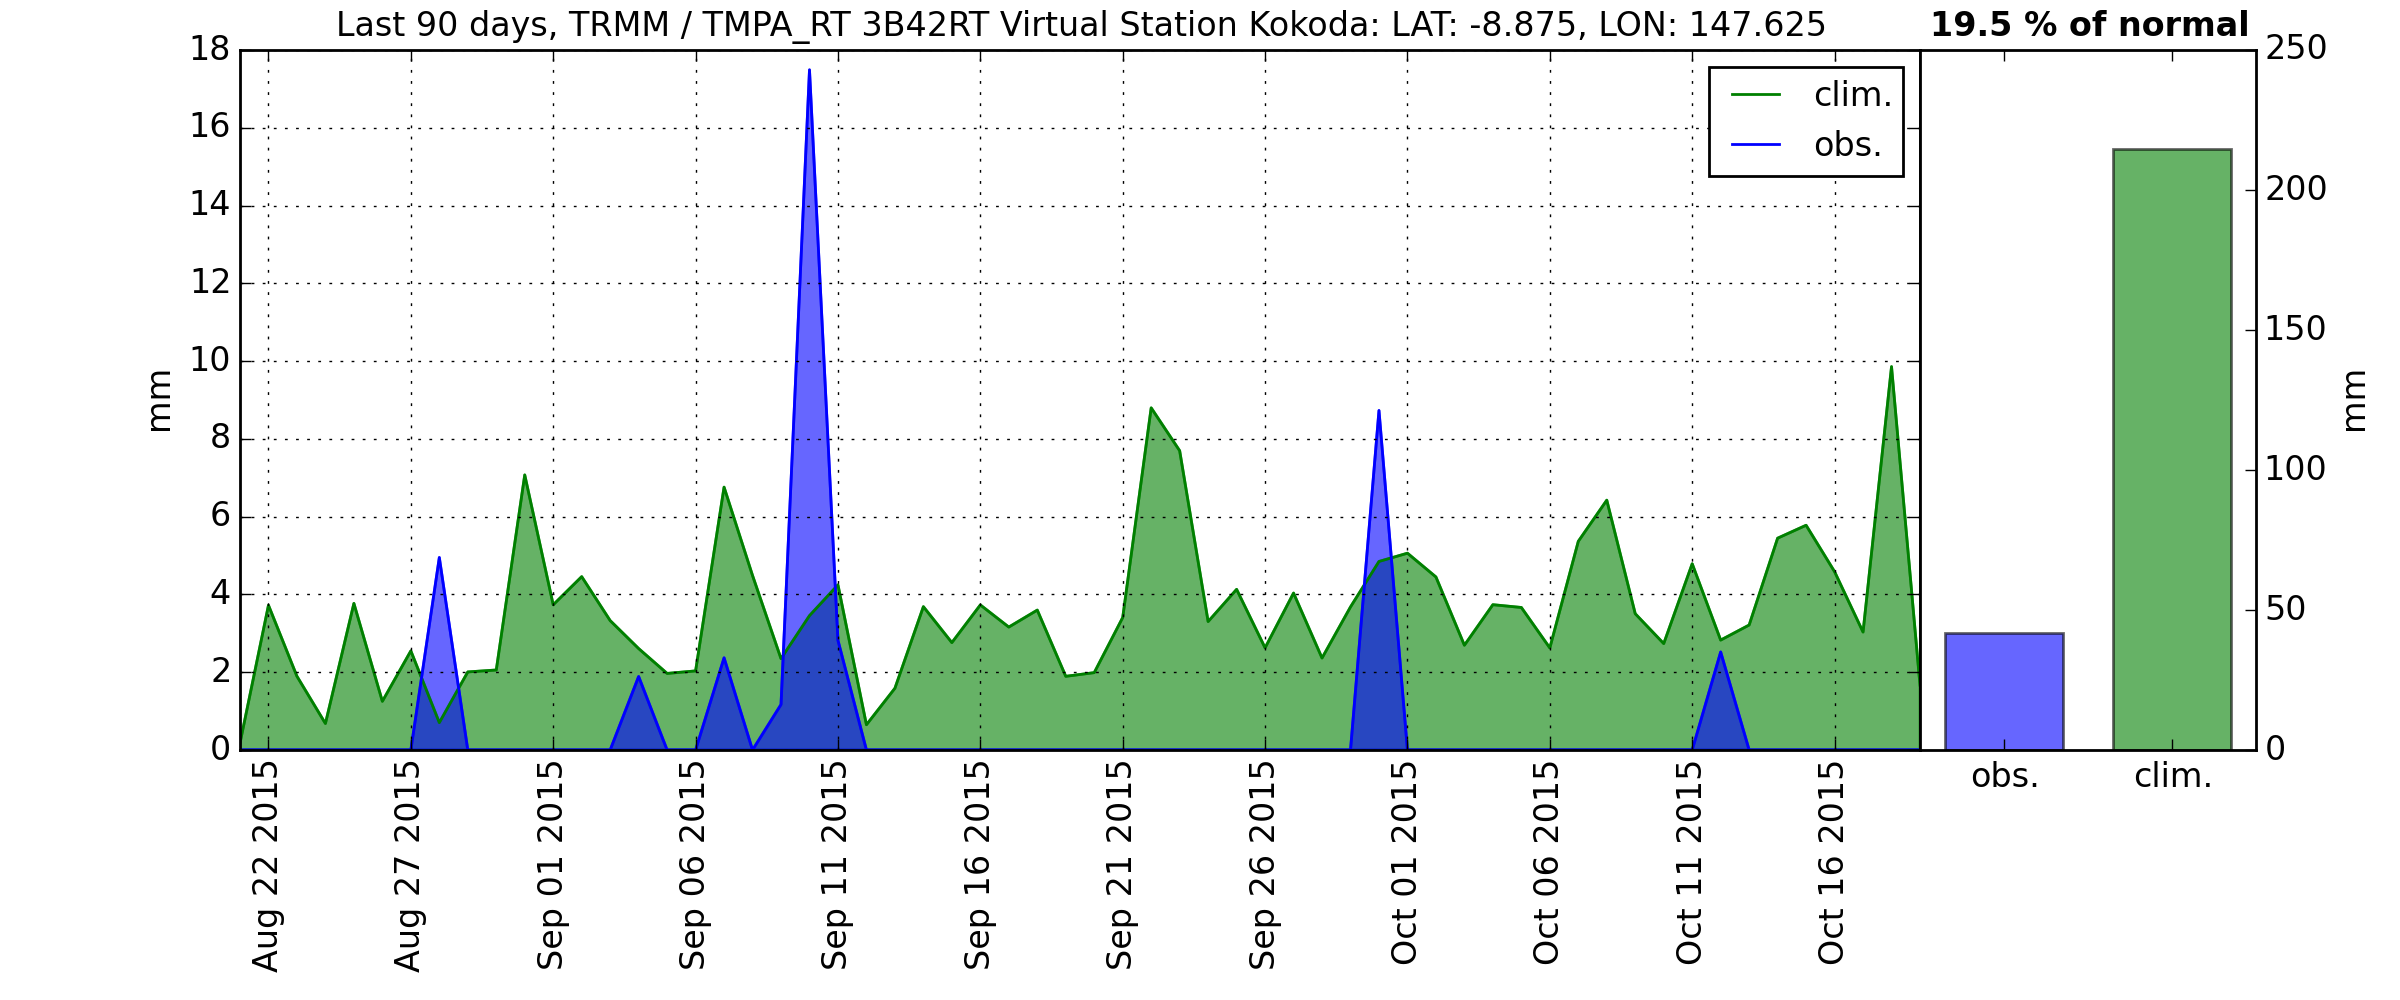 Last 90 days, TRMM / TMPA_RT 3B42RT Virtual Station Kokoda: LAT: -8.875, LON: 147.625
19.5 % of normal
18
16
14
12
10
8
6
4
2
0
mm
clim.
obs.
250
200
150
100
50
0
mm
Aug 22 2015
Aug 27 2015
Sep 01 2015
Sep 06 2015
Sep 11 2015
Sep 16 2015
Sep 21 2015
Sep 26 2015
Oct 01 2015
Oct 06 2015
Oct 11 2015
Oct 16 2015
obs.
clim.